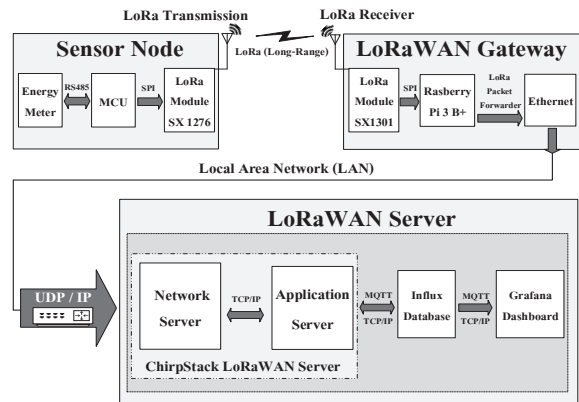 LoRa Transmission
LoRa Receiver
LoRa (Long-Range)
Sensor Node
Energy
Meter
RS485
MCU
SPI
LoRa
Module
SX 1276
LoRaWAN Gateway
LoRa
Module
SX1301
SPI
Rasberry
Pi 3 B+
LoRa
Packet
Forwarder
Ethernet
Local Area Network (LAN)
LoRaWAN Server
UDP / IP
Network
Server
TCP/IP
Application
Server
ChirpStack LoRaWAN Server
MQTT
TCP/IP
Influx
Database
MQTT
TCP/IP
Grafana
Dashboard